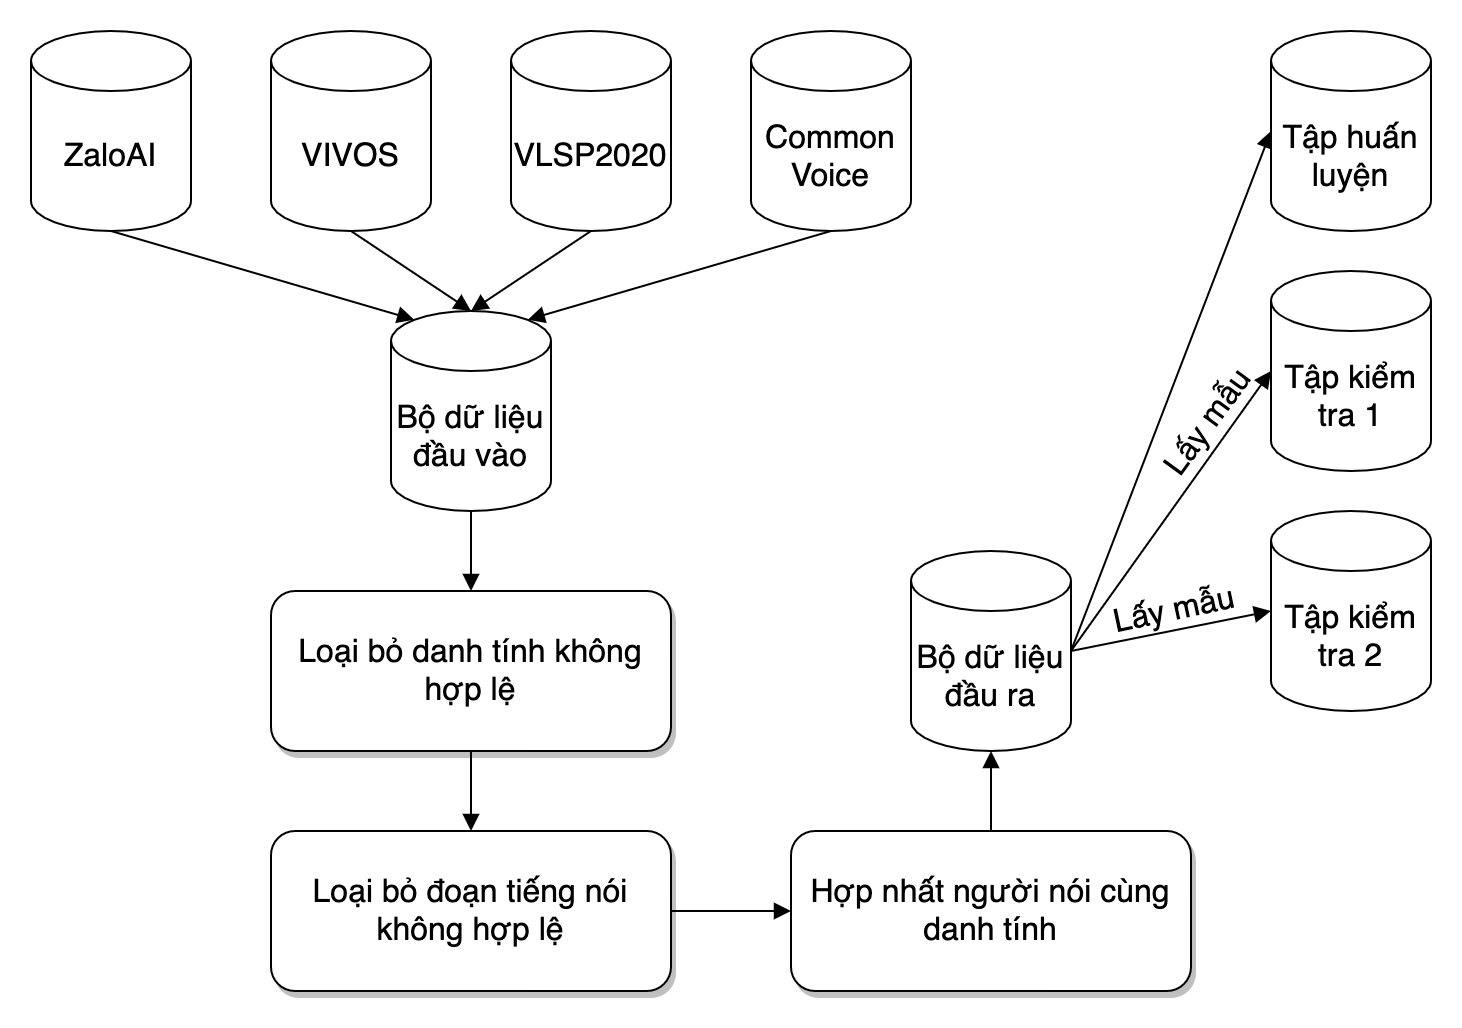 ZaloAI
VIVOS
VLSP2020
Common
Voice
Bộ dữ liệu
đầu vào
Loại bỏ danh tính không
hợp lệ
Loại bỏ đoạn tiếng nói
không hợp lệ
Hợp nhất người nói cùng
danh tính
Bộ dữ liệu
đầu ra
Lấy mẫu
Lấy mẫu
Tập huấn
luyện
Tập kiểm
tra 1
Tập kiểm
tra 2